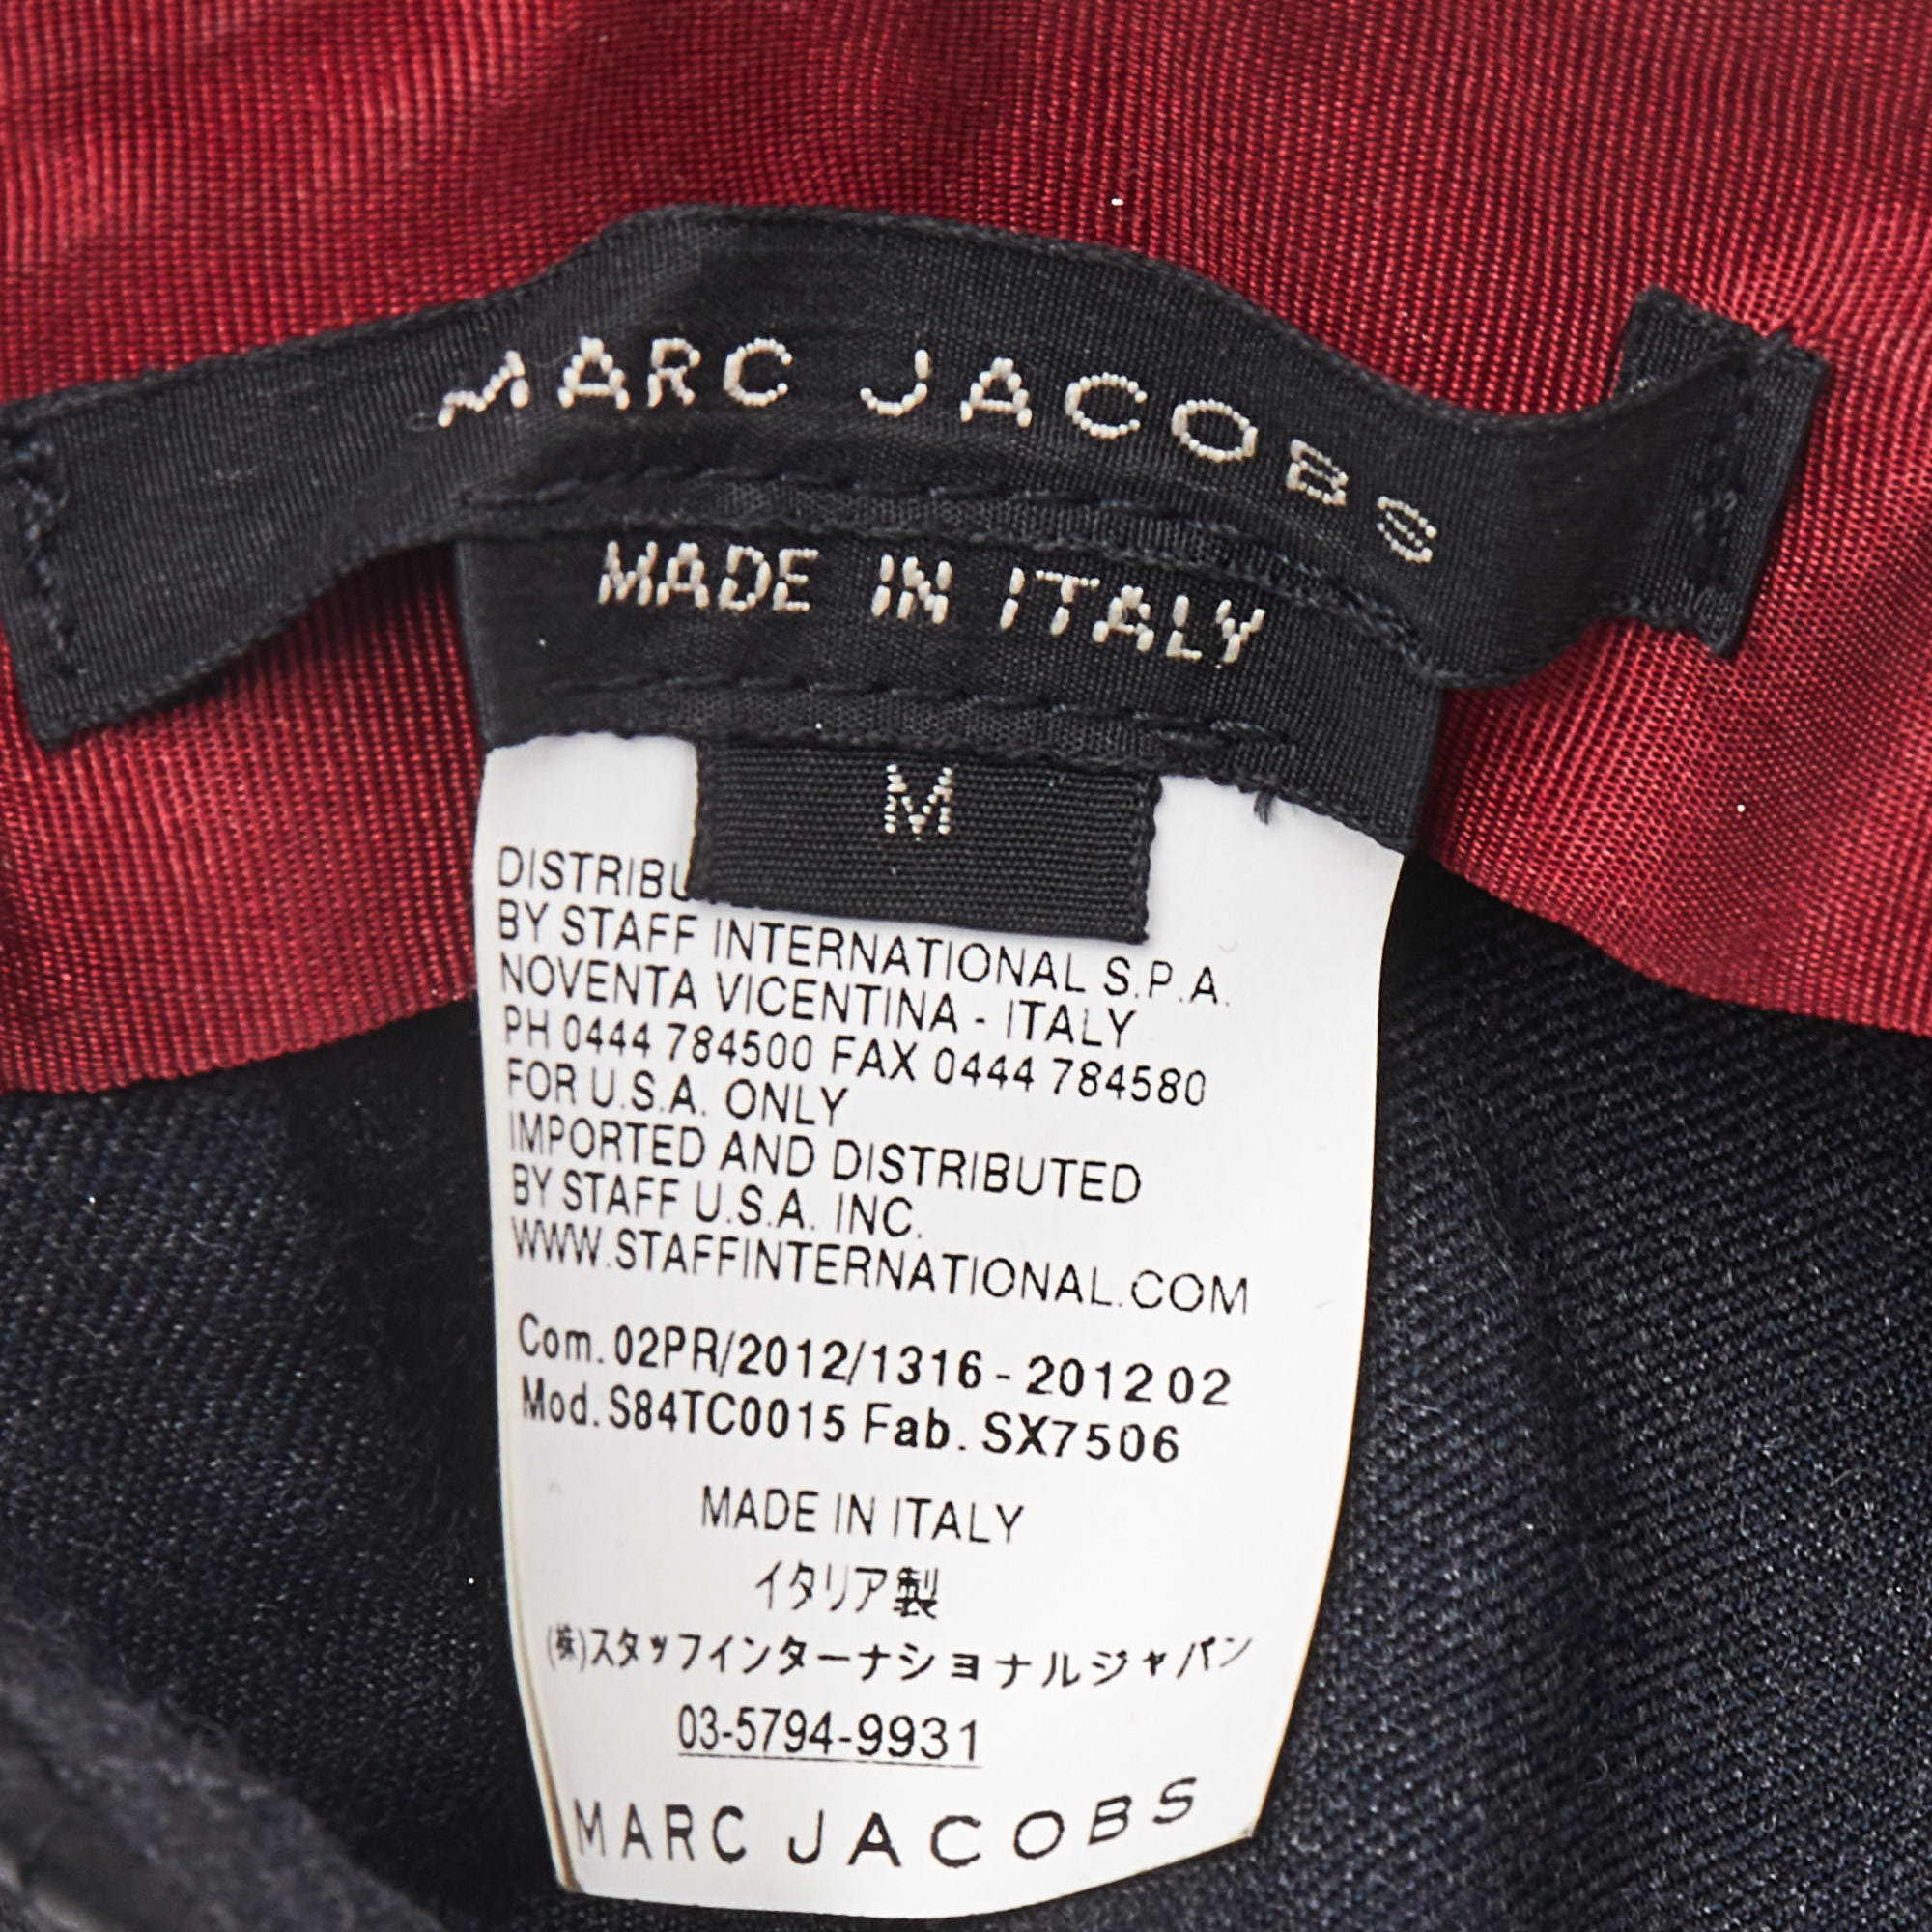 MARC JACOBS
MADE IN ITALY
M
DISTRIBU
BY STAFF INTERNATIONAL S.P.A.
NOVENTA VICENTINA - ITALY
PH 0444 784500 FAX 0444 784580
FOR U.S.A. ONLY
IMPORTED AND DISTRIBUTED
BY STAFF U.S.A. INC.
WWW.STAFFINTERNATIONAL.COM
Com. 02PR/2012/1316 - 2012 02
Mod. S84TC0015 Fab. SX7506
MADE IN ITALY
イタリア製
(株)スタッフインターナショナルジャパン
03-5794-9931
MARC JACOBS